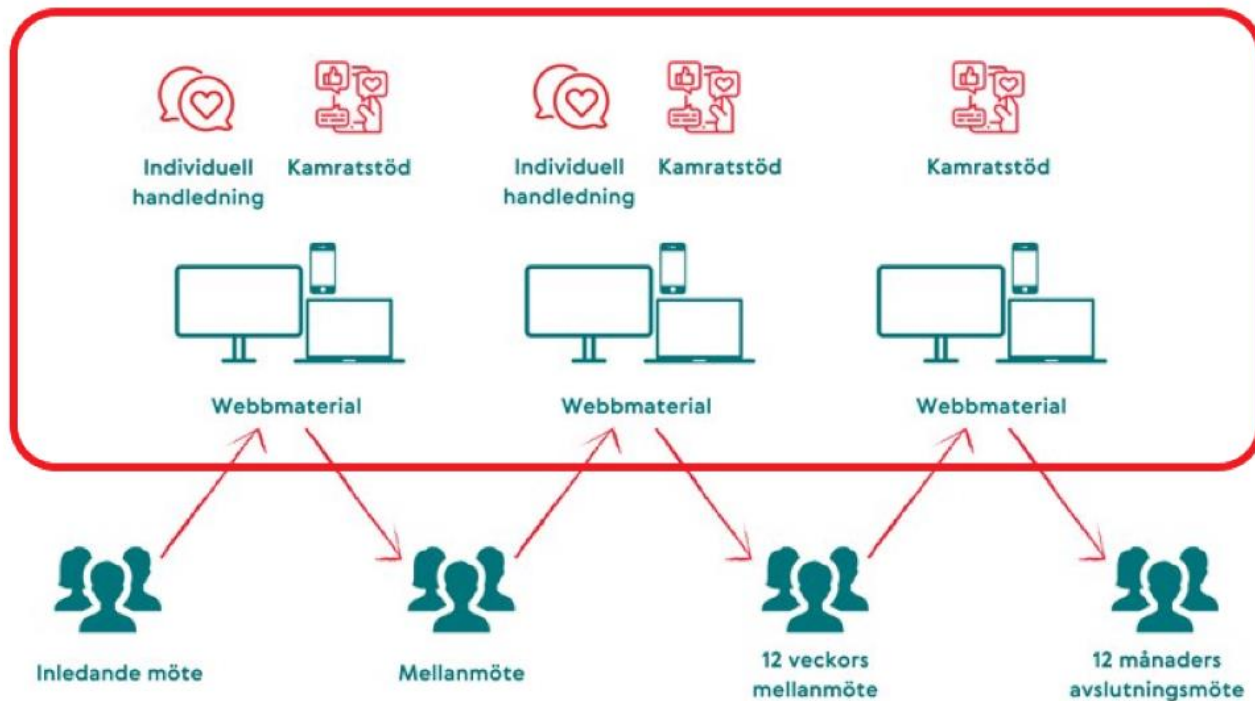 Individuell
handledning
Kamratstöd
Individuell
handledning
Kamratstöd
Kamratstöd
Webbmaterial
Webbmaterial
Webbmaterial
Inledande möte
Mellanmöte
12 veckors
mellanmöte
12 månaders
avslutningsmöte